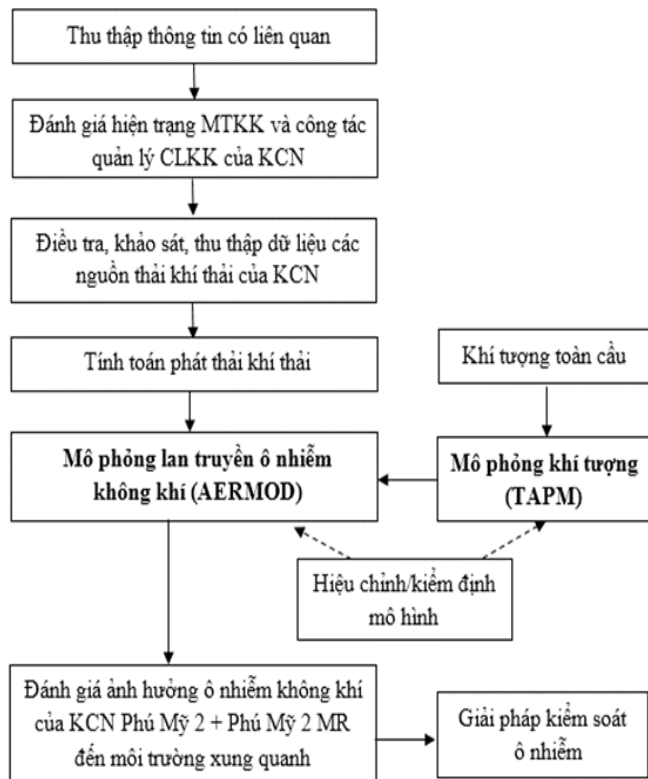 Thu thập thông tin có liên quan
Đánh giá hiện trạng MTKK và công tác
quản lý CLKK của KCN
Điều tra, khảo sát, thu thập dữ liệu các
nguồn thải khí thải của KCN
Tính toán phát thải khí thải
Khí tượng toàn cầu
Mô phỏng lan truyền ô nhiễm
không khí (AERMOD)
Mô phỏng khí tượng
(TAPM)
Hiệu chỉnh/kiểm định
mô hình
Đánh giá ảnh hưởng ô nhiễm không khí
của KCN Phú Mỹ 2 + Phú Mỹ 2 MR
đến môi trường xung quanh
Giải pháp kiểm soát
ô nhiễm